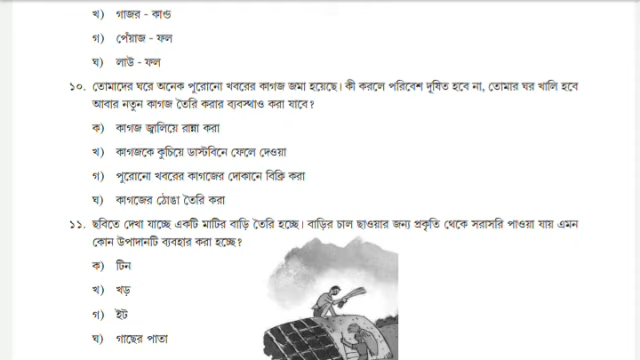 খ) গাজর - কাণ্ড
গ) পেঁয়াজ - ফল
ঘ) লাউ - ফল
১০. তোমাদের ঘরে অনেক পুরোনো খবরের কাগজ জমা হয়েছে। কী করলে পরিবেশ দূষিত হবে না, তোমার ঘর খালি হবে
আবার নতুন কাগজ তৈরি করার ব্যবস্থাও করা যাবে?
ক) কাগজ জ্বালিয়ে রান্না করা
খ) কাগজকে কুচিয়ে ডাস্টবিনে ফেলে দেওয়া
গ) পুরোনো খবরের কাগজের দোকানে বিক্রি করা
ঘ) কাগজের ঠোঙা তৈরি করা
১১. ছবিতে দেখা যাচ্ছে একটি মাটির বাড়ি তৈরি হচ্ছে। বাড়ির চাল ছাওয়ার জন্য প্রকৃতি থেকে সরাসরি পাওয়া যায় এমন
কোন উপাদানটি ব্যবহার করা হচ্ছে?
ক) টিন
খ) খড়
গ) ইট
ঘ) গাছের পাতা